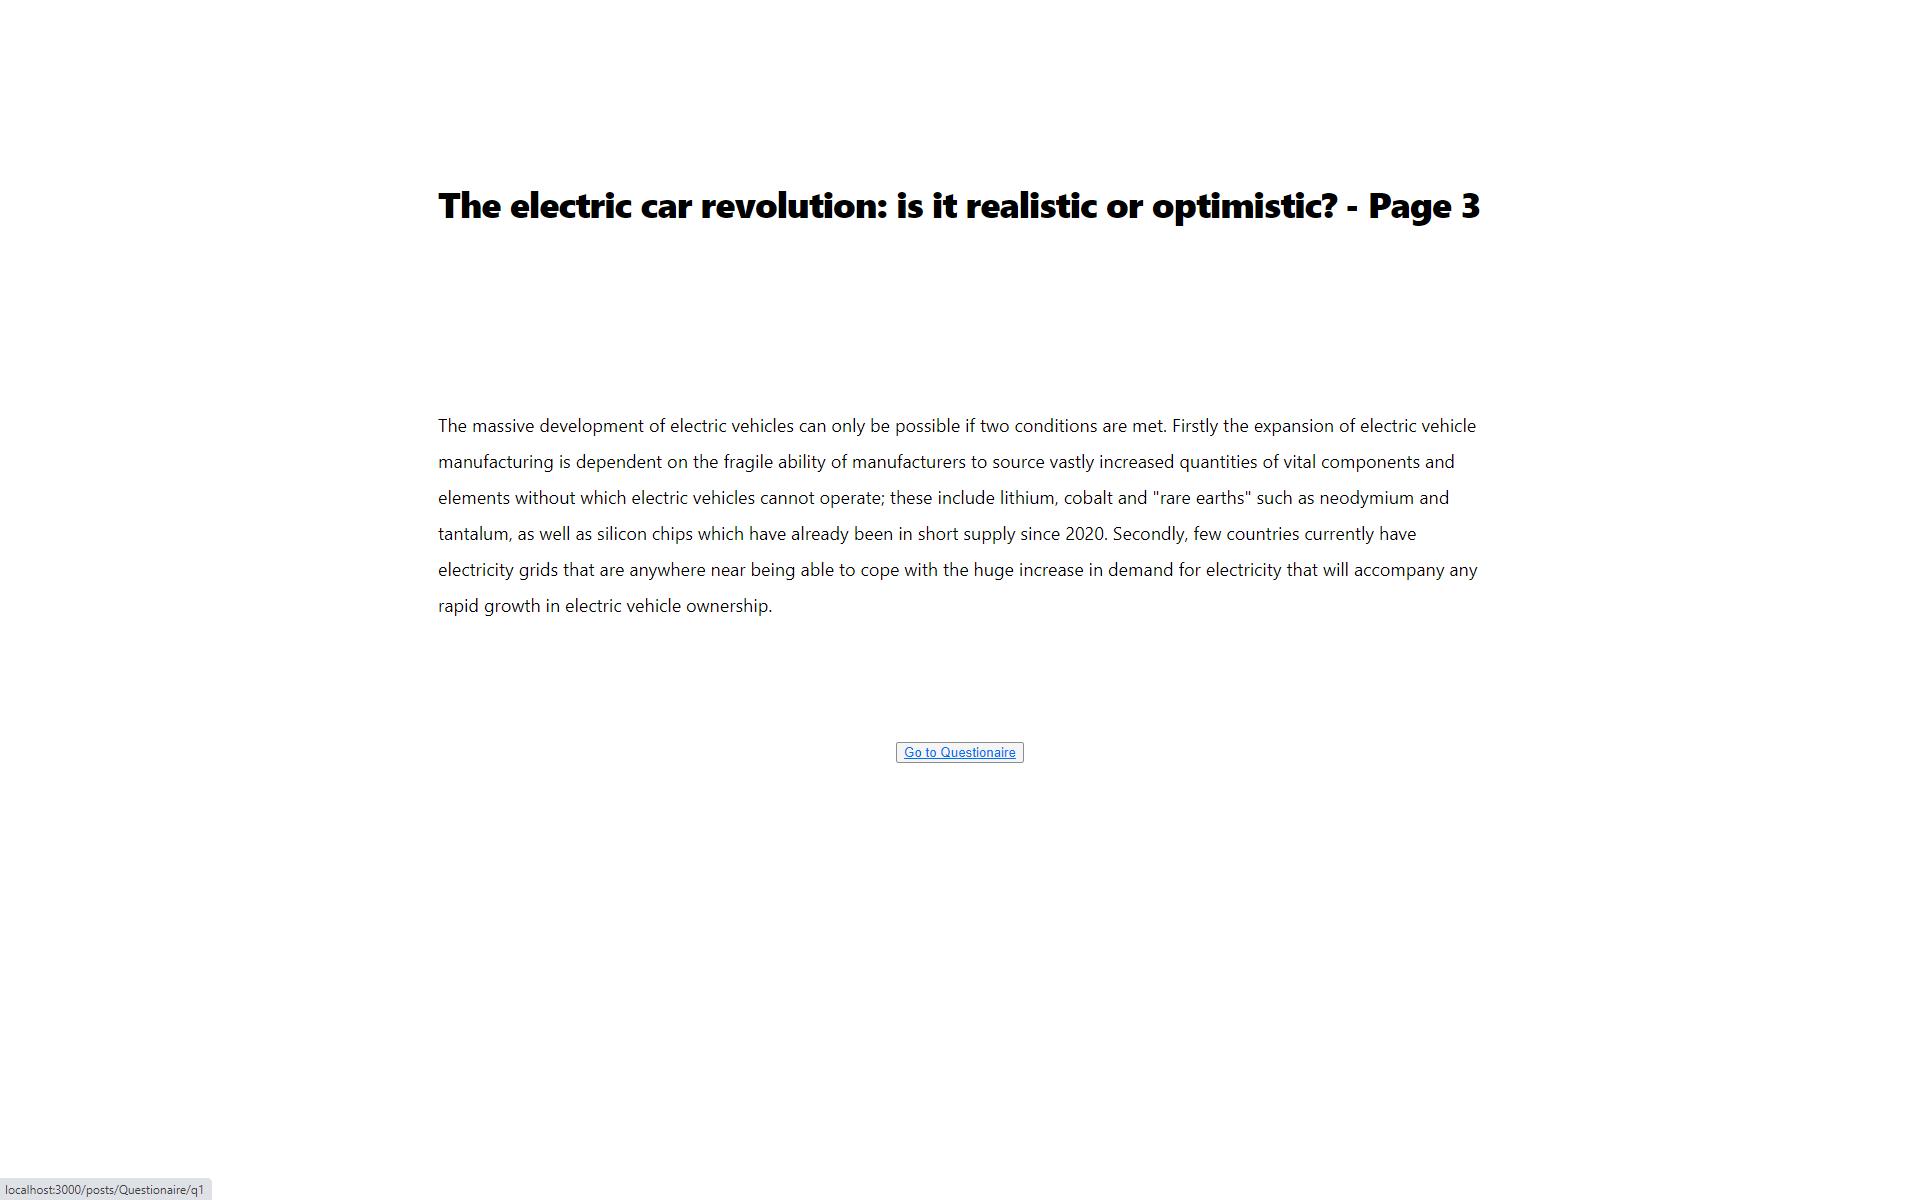 The electric car revolution: is it realistic or optimistic? - Page 3
The massive development of electric vehicles can only be possible if two conditions are met. Firstly the expansion of electric vehicle
manufacturing is dependent on the fragile ability of manufacturers to source vastly increased quantities of vital components and
elements without which electric vehicles cannot operate; these include lithium, cobalt and "rare earths" such as neodymium and
tantalum, as well as silicon chips which have already been in short supply since 2020. Secondly, few countries currently have
electricity grids that are anywhere near being able to cope with the huge increase in demand for electricity that will accompany any
rapid growth in electric vehicle ownership.
Go to Questionaire
localhost:3000/posts/Questionaire/q1